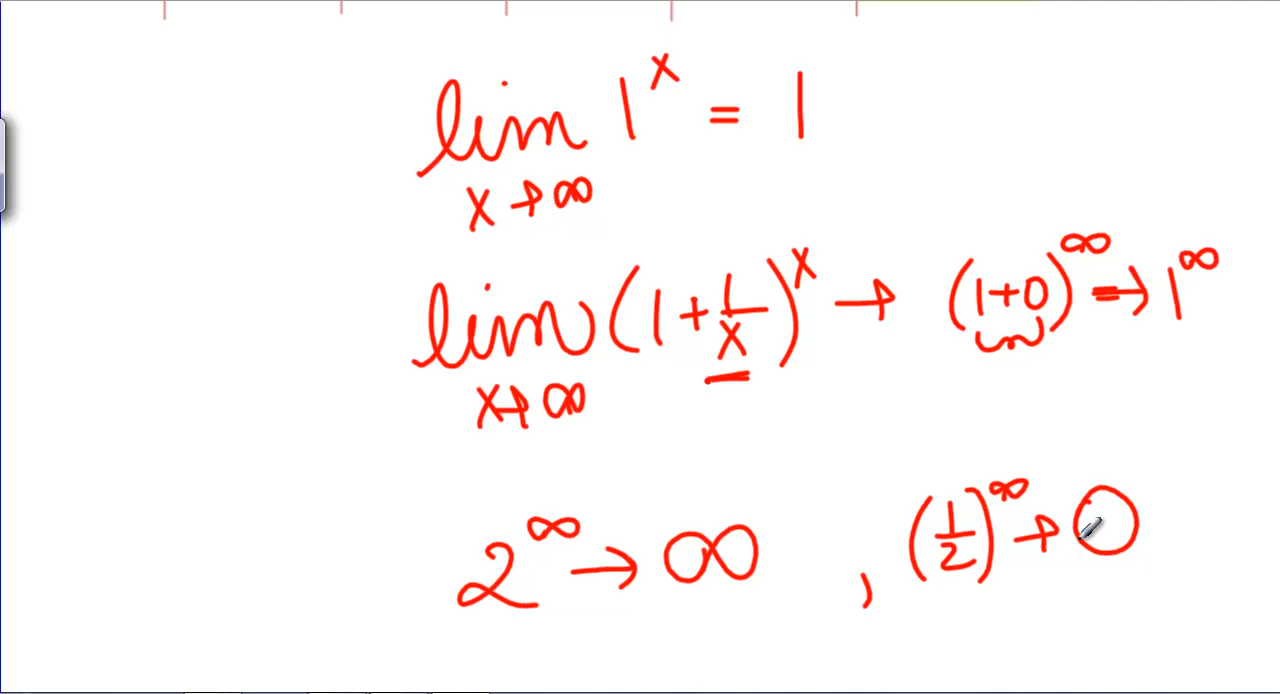 lim x→∞ 1^x = 1
lim x→∞ (1 + 1/x)^x → (1+0)^∞ ⇒ 1^∞
2^∞ → ∞ , (1/2)^∞ → 0